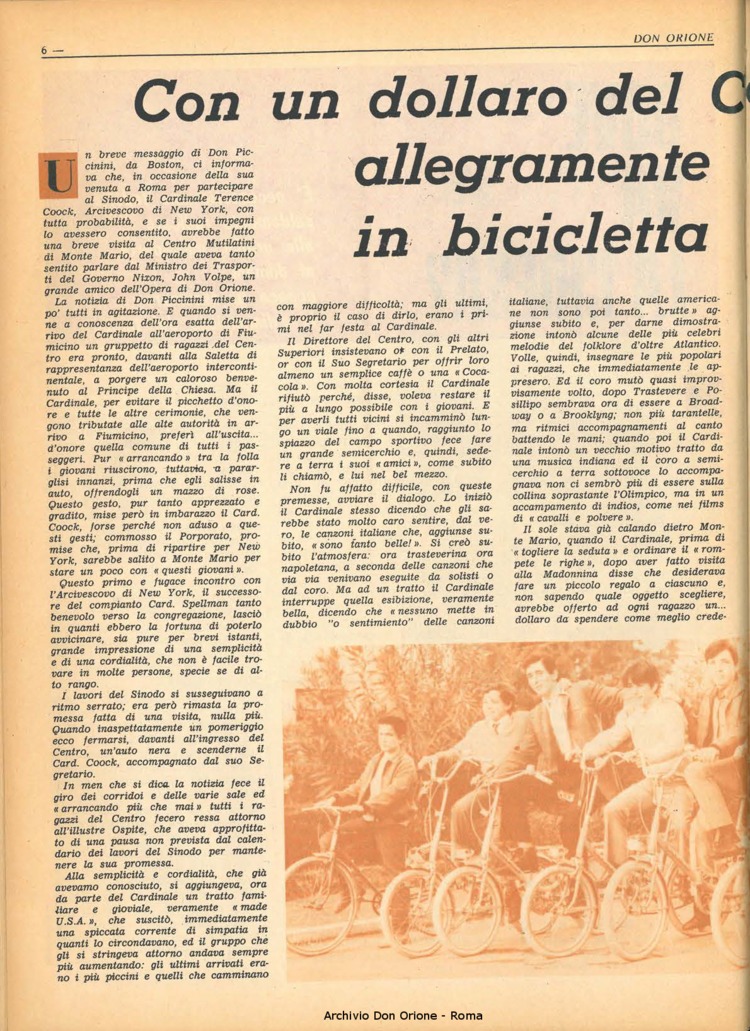 6 —
DON ORIONE
Con un dollaro del
allegramente
in bicicletta
Un breve messaggio di Don Pic-
cinini, da Boston, ci informa-
va che, in occasione della sua
venuta a Roma per partecipare
al Sinodo, il Cardinale Terence
Coock, Arcivescovo di New York, con
tutta probabilità, e se i suoi impegni
lo avessero consentito, avrebbe fatto
una breve visita al Centro Mutilatini
di Monte Mario, del quale aveva tanto
sentito parlare dal Ministro dei Traspor-
ti del Governo Nixon, John Volpe, un
grande amico dell'Opera di Don Orione.
La notizia di Don Piccinini mise un
po' tutti in agitazione. E quando si ven-
ne a conoscenza dell'ora esatta dell'ar-
rivo del Cardinale all'aeroporto di Fiu-
micino un gruppetto di ragazzi del Cen-
tro era pronto, davanti alla Saletta di
rappresentanza dell'aeroporto interconti-
nentale, a porgere un caloroso benve-
nuto al Principe della Chiesa. Ma il
Cardinale, per evitare il picchetto d'ono-
re e tutte le altre cerimonie, che ven-
gono tributate alle alte autorità in ar-
rivo a Fiumicino, preferì all'uscita...
d'onore quella comune di tutti i pas-
seggeri. Pur «arrancando» tra la folla
i giovani riuscirono, tuttavia, a parar-
glisi innanzi, prima che egli salisse in
auto, offrendogli un mazzo di rose.
Questo gesto, pur tanto apprezzato e
gradito, mise però in imbarazzo il Card.
Coock, forse perché non aduso a que-
sti gesti; commosso il Porporato, pro-
mise che, prima di ripartire per New
York, sarebbe salito a Monte Mario per
stare un poco con «questi giovani».
Questo primo e fugace incontro con
l'Arcivescovo di New York, il successo-
re del compianto Card. Spellman tanto
benevolo verso la congregazione, lasciò
in quanti ebbero la fortuna di poterlo
avvicinare, sia pure per brevi istanti,
grande impressione di una semplicità
e di una cordialità, che non è facile tro-
vare in molte persone, specie se di al-
to rango.
I lavori del Sinodo si susseguivano a
ritmo serrato; era però rimasta la pro-
messa fatta di una visita, nulla più.
Quando inaspettatamente un pomeriggio
ecco fermarsi, davanti all'ingresso del
Centro, un'auto nera e scenderne il
Card. Coock, accompagnato dal suo Se-
gretario.
In men che si dica la notizia fece il
giro dei corridoi e delle varie sale ed
«arrancando più che mai» tutti i ra-
gazzi del Centro fecero ressa attorno
all'illustre Ospite, che aveva approfitta-
to di una pausa non prevista dal calen-
dario dei lavori del Sinodo per mante-
nere la sua promessa.
Alla semplicità e cordialità, che già
avevamo conosciuto, si aggiungeva, ora
da parte del Cardinale un tratto fami-
liare e gioviale, veramente «made
U.S.A.», che suscitò, immediatamente
una spiccata corrente di simpatia in
quanti lo circondavano, ed il gruppo che
gli si stringeva attorno andava sempre
più aumentando: gli ultimi arrivati era-
no i più piccini e quelli che camminano
con maggiore difficoltà; ma gli ultimi,
è proprio il caso di dirlo, erano i pri-
mi nel far festa al Cardinale.
Il Direttore del Centro, con gli altri
Superiori insistevano or con il Prelato,
or con il Suo Segretario per offrir loro
almeno un semplice caffè o una «Coca-
cola». Con molta cortesia il Cardinale
rifiutò perché, disse, voleva restare il
più a lungo possibile con i giovani. E
per averli tutti vicini si incamminò lun-
go un viale fino a quando, raggiunto lo
spiazzo del campo sportivo fece fare
un grande semicerchio e, quindi, sede-
re a terra i suoi «amici», come subito
li chiamò, e lui nel bel mezzo.
Non fu affatto difficile, con queste
premesse, avviare il dialogo. Lo iniziò
il Cardinale stesso dicendo che gli sa-
rebbe stato molto caro sentire, dal ve-
ro, le canzoni italiane che, aggiunse su-
bito, «sono tanto belle!». Si creò su-
bito l'atmosfera: ora trasteverina ora
napoletana, a seconda delle canzoni che
via via venivano eseguite da solisti o
dal coro. Ma ad un tratto il Cardinale
interruppe quella esibizione, veramente
bella, dicendo che «nessuno mette in
dubbio "o sentimiento" delle canzoni
italiane, tuttavia anche quelle america-
ne non sono poi tanto... brutte» ag-
giunse subito e, per darne dimostra-
zione intonò alcune delle più celebri
melodie del folklore d'oltre Atlantico.
Volle, quindi, insegnare le più popolari
ai ragazzi, che immediatamente le ap-
presero. Ed il coro mutò quasi improv-
visamente volto, dopo Trastevere e Po-
sillipo sembrava ora di essere a Broad-
way o a Brooklyng; non più tarantelle,
ma ritmici accompagnamenti al canto
battendo le mani; quando poi il Cardi-
nale intonò un vecchio motivo tratto da
una musica indiana ed il coro a semi-
cerchio a terra sottovoce lo accompa-
gnava non ci sembrò più di essere sulla
collina soprastante l'Olimpico, ma in un
accampamento di indios, come nei films
di «cavalli e polvere».
Il sole stava già calando dietro Mon-
te Mario, quando il Cardinale, prima di
«togliere la seduta» e ordinare il «rom-
pete le righe», dopo aver fatto visita
alla Madonnina disse che desiderava
fare un piccolo regalo a ciascuno e,
non sapendo quale oggetto scegliere,
avrebbe offerto ad ogni ragazzo un...
dollaro da spendere come meglio crede-
Archivio Don Orione - Roma